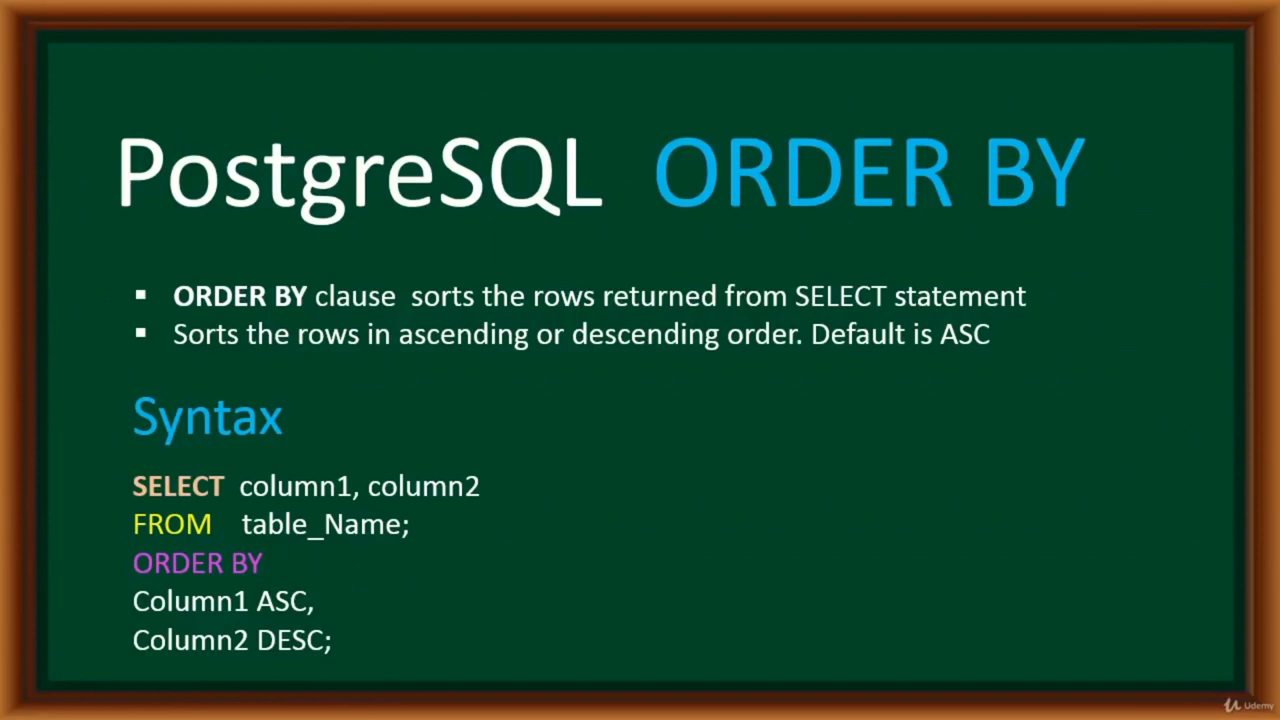 PostgreSQL ORDER BY
▪ ORDER BY clause sorts the rows returned from SELECT statement
▪ Sorts the rows in ascending or descending order. Default is ASC
Syntax
SELECT column1, column2
FROM table_Name;
ORDER BY
Column1 ASC,
Column2 DESC;
Udemy